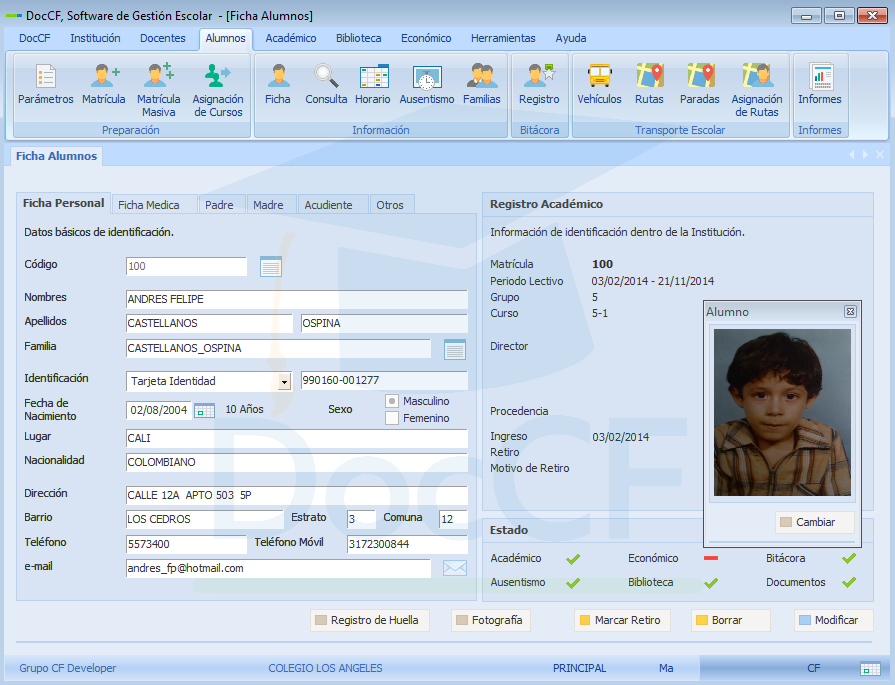 DocCF, Software de Gestión Escolar - [Ficha Alumnos]
DocCF Institución Docentes Alumnos Académico Biblioteca Económico Herramientas Ayuda
Parámetros Matrícula Matrícula Masiva Asignación de Cursos Ficha Consulta Horario Ausentismo Familias Registro Vehículos Rutas Paradas Asignación de Rutas Informes
Preparación Información Bitácora Transporte Escolar Informes
Ficha Alumnos
Ficha Personal Ficha Medica Padre Madre Acudiente Otros
Datos básicos de identificación.
Código 100
Nombres ANDRES FELIPE
Apellidos CASTELLANOS OSPINA
Familia CASTELLANOS_OSPINA
Identificación Tarjeta Identidad 990160-001277
Fecha de Nacimiento 02/08/2004 10 Años Sexo Masculino
Femenino
Lugar CALI
Nacionalidad COLOMBIANO
Dirección CALLE 12A APTO 503 5P
Barrio LOS CEDROS Estrato 3 Comuna 12
Teléfono 5573400 Teléfono Móvil 3172300844
e-mail andres_fp@hotmail.com
Registro Académico
Información de identificación dentro de la Institución.
Matrícula 100
Periodo Lectivo 03/02/2014 - 21/11/2014
Grupo 5
Curso 5-1
Director
Procedencia
Ingreso 03/02/2014
Retiro
Motivo de Retiro
Alumno
Cambiar
Estado
Académico Económico Bitácora
Ausentismo Biblioteca Documentos
Registro de Huella Fotografía Marcar Retiro Borrar Modificar
DocCF
Grupo CF Developer COLEGIO LOS ANGELES PRINCIPAL Ma CF